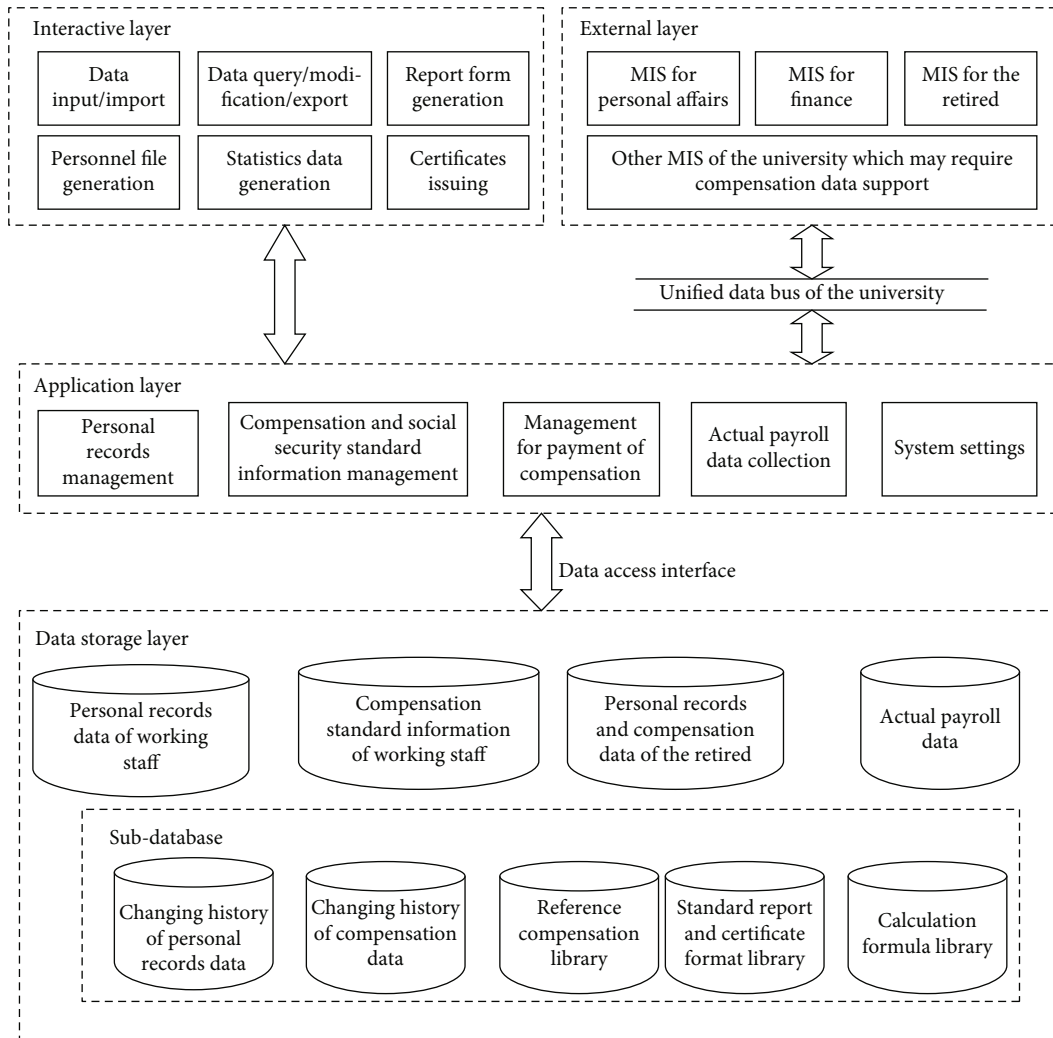 Interactive layer
Data
input/import
Data query/modi-
fication/export
Report form
generation
Personnel file
generation
Statistics data
generation
Certificates
issuing
External layer
MIS for
personal affairs
MIS for
finance
MIS for the
retired
Other MIS of the university which may require
compensation data support
Unified data bus of the university
Application layer
Personal
records
management
Compensation and social
security standard
information management
Management
for payment of
compensation
Actual payroll
data collection
System settings
Data access interface
Data storage layer
Personal records
data of working
staff
Compensation
standard information
of working staff
Personal records
and compensation
data of the retired
Actual payroll
data
Sub-database
Changing history
of personal
records data
Changing history
of compensation
data
Reference
compensation
library
Standard report
and certificate
format library
Calculation
formula library